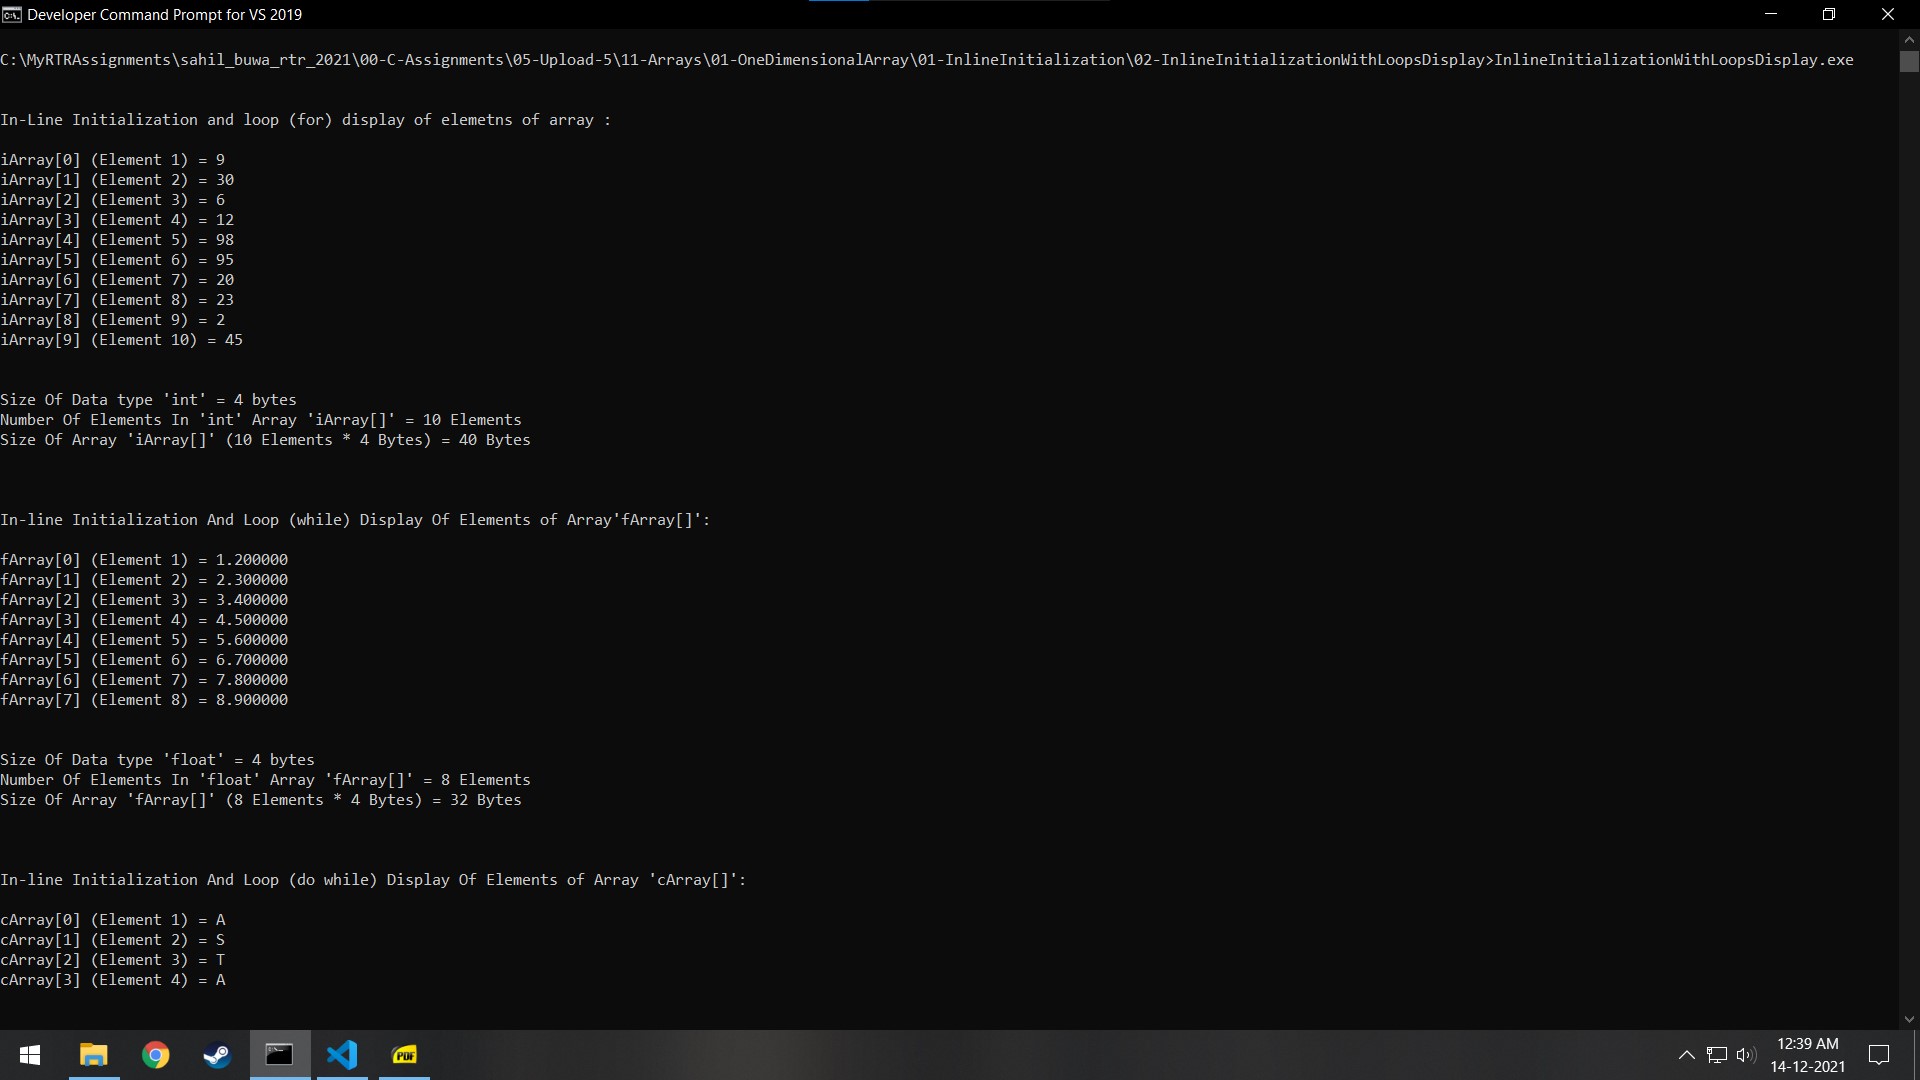 Developer Command Prompt for VS 2019
C:\MyRTRAssignments\sahil_buwa_rtr_2021\00-C-Assignments\05-Upload-5\11-Arrays\01-OneDimensionalArray\01-InlineInitialization\02-InlineInitializationWithLoopsDisplay>InlineInitializationWithLoopsDisplay.exe
In-Line Initialization and loop (for) display of elemetns of array :
iArray[0] (Element 1) = 9
iArray[1] (Element 2) = 30
iArray[2] (Element 3) = 6
iArray[3] (Element 4) = 12
iArray[4] (Element 5) = 98
iArray[5] (Element 6) = 95
iArray[6] (Element 7) = 20
iArray[7] (Element 8) = 23
iArray[8] (Element 9) = 2
iArray[9] (Element 10) = 45
Size Of Data type 'int' = 4 bytes
Number Of Elements In 'int' Array 'iArray[]' = 10 Elements
Size Of Array 'iArray[]' (10 Elements * 4 Bytes) = 40 Bytes
In-line Initialization And Loop (while) Display Of Elements of Array'fArray[]':
fArray[0] (Element 1) = 1.200000
fArray[1] (Element 2) = 2.300000
fArray[2] (Element 3) = 3.400000
fArray[3] (Element 4) = 4.500000
fArray[4] (Element 5) = 5.600000
fArray[5] (Element 6) = 6.700000
fArray[6] (Element 7) = 7.800000
fArray[7] (Element 8) = 8.900000
Size Of Data type 'float' = 4 bytes
Number Of Elements In 'float' Array 'fArray[]' = 8 Elements
Size Of Array 'fArray[]' (8 Elements * 4 Bytes) = 32 Bytes
In-line Initialization And Loop (do while) Display Of Elements of Array 'cArray[]':
cArray[0] (Element 1) = A
cArray[1] (Element 2) = S
cArray[2] (Element 3) = T
cArray[3] (Element 4) = A
PDF
12:39 AM
14-12-2021